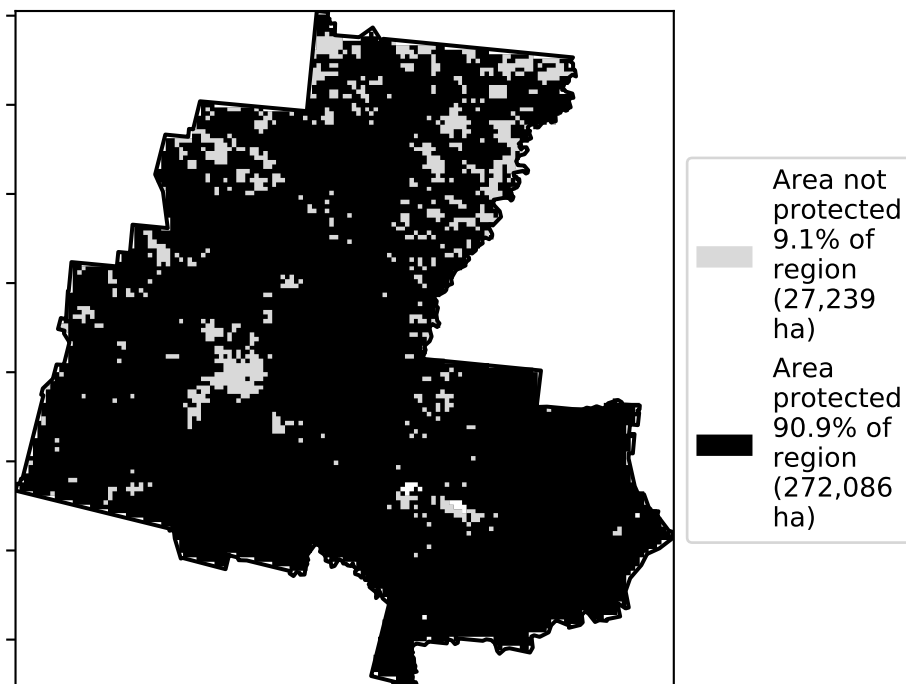 Area not
protected
9.1% of
region
(27,239
ha)
Area
protected
90.9% of
region
(272,086
ha)